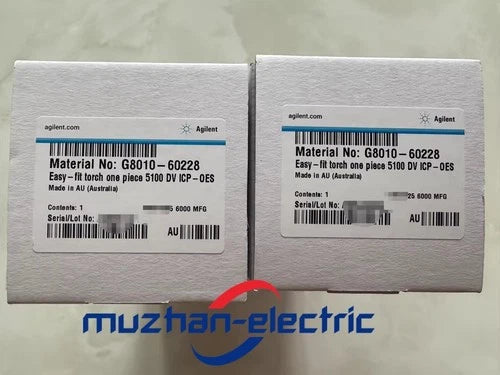 agilent.com
Agilent
Material No: G8010-60228
Easy-fit torch one piece 5100 DV ICP-OES
Made in AU (Australia)
Contents: 1
5 6000 MFG
Serial/Lot No:
AU
agilent.com
Agilent
Material No: G8010-60228
Easy-fit torch one piece 5100 DV ICP-OES
Made in AU (Australia)
Contents: 1
25 6000 MFG
Serial/Lot No:
AU
muzhan-electric